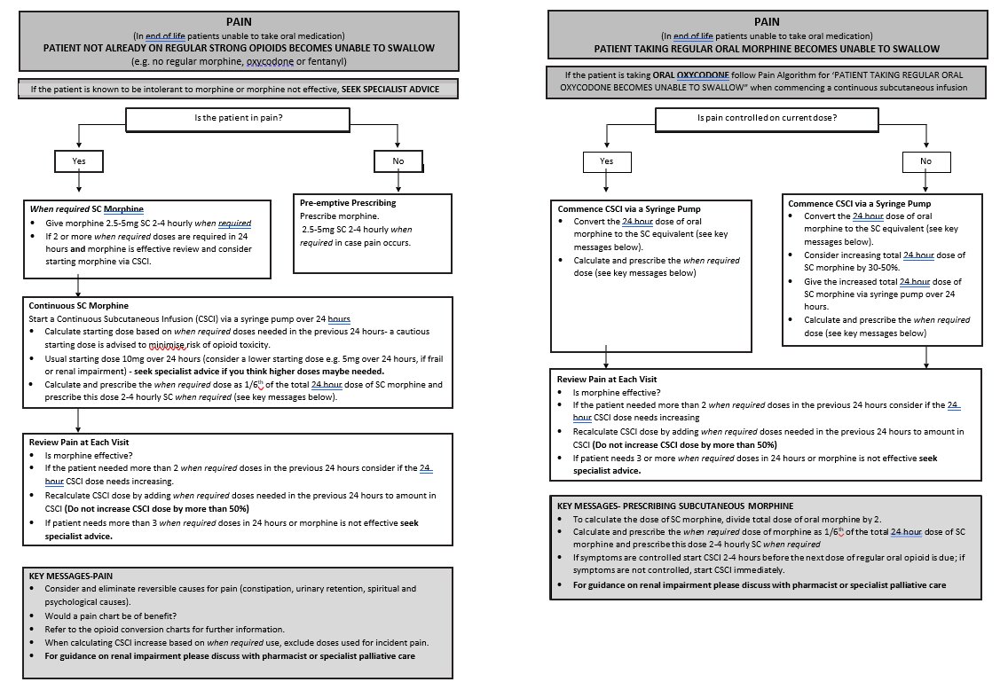 PAIN
(In end of life patients unable to take oral medication)
PATIENT NOT ALREADY ON REGULAR STRONG OPIOIDS BECOMES UNABLE TO SWALLOW
(e.g. no regular morphine, oxycodone or fentanyl)
If the patient is known to be intolerant to morphine or morphine not effective, SEEK SPECIALIST ADVICE
Is the patient in pain?
Yes
No
When required SC Morphine
• Give morphine 2.5-5mg SC 2-4 hourly when required
• If 2 or more when required doses are required in 24
hours and morphine is effective review and consider
starting morphine via CSCI.
Pre-emptive Prescribing
Prescribe morphine.
2.5-5mg SC 2-4 hourly when
required in case pain occurs.
Continuous SC Morphine
Start a Continuous Subcutaneous Infusion (CSCI) via a syringe pump over 24 hours
• Calculate starting dose based on when required doses needed in the previous 24 hours- a cautious
starting dose is advised to minimise risk of opioid toxicity.
• Usual starting dose 10mg over 24 hours (consider a lower starting dose e.g. 5mg over 24 hours, if frail
or renal impairment) - seek specialist advice if you think higher doses maybe needed.
• Calculate and prescribe the when required dose as 1/6th of the total 24 hour dose of SC morphine and
prescribe this dose 2-4 hourly SC when required (see key messages below).
Review Pain at Each Visit
• Is morphine effective?
• If the patient needed more than 2 when required doses in the previous 24 hours consider if the 24
hour CSCI dose needs increasing.
• Recalculate CSCI dose by adding when required doses needed in the previous 24 hours to amount in
CSCI (Do not increase CSCI dose by more than 50%)
• If patient needs more than 3 when required doses in 24 hours or morphine is not effective seek
specialist advice.
KEY MESSAGES-PAIN
• Consider and eliminate reversible causes for pain (constipation, urinary retention, spiritual and
psychological causes).
• Would a pain chart be of benefit?
• Refer to the opioid conversion charts for further information.
• When calculating CSCI increase based on when required use, exclude doses used for incident pain.
• For guidance on renal impairment please discuss with pharmacist or specialist palliative care
PAIN
(In end of life patients unable to take oral medication)
PATIENT TAKING REGULAR ORAL MORPHINE BECOMES UNABLE TO SWALLOW
If the patient is taking ORAL OXYCODONE follow Pain Algorithm for ‘PATIENT TAKING REGULAR ORAL
OXYCODONE BECOMES UNABLE TO SWALLOW” when commencing a continuous subcutaneous infusion
Is pain controlled on current dose?
Yes
No
Commence CSCI via a Syringe Pump
• Convert the 24 hour dose of oral
morphine to the SC equivalent (see key
messages below).
• Calculate and prescribe the when required
dose (see key messages below)
Commence CSCI via a Syringe Pump
• Convert the 24 hour dose of oral
morphine to the SC equivalent (see key
messages below).
• Consider increasing total 24 hour dose of
SC morphine by 30-50%.
• Give the increased total 24 hour dose of
SC morphine via syringe pump over 24
hours.
• Calculate and prescribe the when required
dose (see key messages below)
Review Pain at Each Visit
• Is morphine effective?
• If the patient needed more than 2 when required doses in the previous 24 hours consider if the 24
hour CSCI dose needs increasing
• Recalculate CSCI dose by adding when required doses needed in the previous 24 hours to amount in
CSCI (Do not increase CSCI dose by more than 50%)
• If patient needs 3 or more when required doses in 24 hours or morphine is not effective seek
specialist advice.
KEY MESSAGES- PRESCRIBING SUBCUTANEOUS MORPHINE
• To calculate the dose of SC morphine, divide total dose of oral morphine by 2.
• Calculate and prescribe the when required dose of morphine as 1/6th of the total 24 hour dose of SC
morphine and prescribe this dose 2-4 hourly SC when required
• If symptoms are controlled start CSCI 2-4 hours before the next dose of regular oral opioid is due; if
symptoms are not controlled, start CSCI immediately.
• For guidance on renal impairment please discuss with pharmacist or specialist palliative care